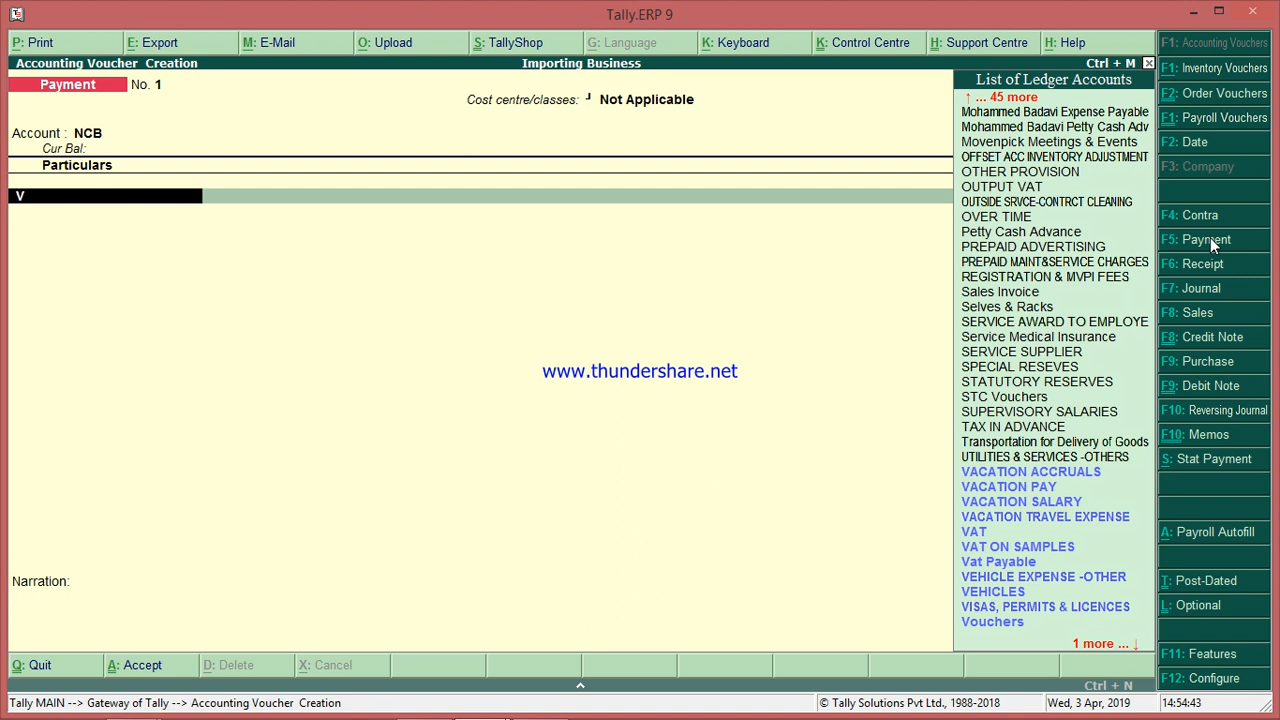 Tally.ERP 9
P: Print
E: Export
M: E-Mail
O: Upload
S: TallyShop
G: Language
K: Keyboard
K: Control Centre
H: Support Centre
H: Help
F1: Accounting Vouchers
Accounting Voucher Creation
Importing Business
Ctrl + M
Payment No. 1
Cost centre/classes: ┘ Not Applicable
Account : NCB
Cur Bal:
Particulars
V
www.thundershare.net
Narration:
List of Ledger Accounts
↑ ... 45 more
Mohammed Badavi Expense Payable
Mohammed Badavi Petty Cash Adv
Movenpick Meetings & Events
OFFSET ACC INVENTORY ADJUSTMENT
OTHER PROVISION
OUTPUT VAT
OUTSIDE SRVCE-CONTRCT CLEANING
OVER TIME
Petty Cash Advance
PREPAID ADVERTISING
PREPAID MAINT&SERVICE CHARGES
REGISTRATION & MVPI FEES
Sales Invoice
Selves & Racks
SERVICE AWARD TO EMPLOYE
Service Medical Insurance
SERVICE SUPPLIER
SPECIAL RESEVES
STATUTORY RESERVES
STC Vouchers
SUPERVISORY SALARIES
TAX IN ADVANCE
Transportation for Delivery of Goods
UTILITIES & SERVICES -OTHERS
VACATION ACCRUALS
VACATION PAY
VACATION SALARY
VACATION TRAVEL EXPENSE
VAT
VAT ON SAMPLES
Vat Payable
VEHICLE EXPENSE -OTHER
VEHICLES
VISAS, PERMITS & LICENCES
Vouchers
1 more ... ↓
F1: Inventory Vouchers
F2: Order Vouchers
F1: Payroll Vouchers
F2: Date
F3: Company
F4: Contra
F5: Payment
F6: Receipt
F7: Journal
F8: Sales
F8: Credit Note
F9: Purchase
F9: Debit Note
F10: Reversing Journal
F10: Memos
S: Stat Payment
A: Payroll Autofill
T: Post-Dated
L: Optional
F11: Features
F12: Configure
Q: Quit
A: Accept
D: Delete
X: Cancel
Ctrl + N
Tally MAIN --> Gateway of Tally --> Accounting Voucher Creation
© Tally Solutions Pvt Ltd., 1988-2018
Wed, 3 Apr, 2019
14:54:43